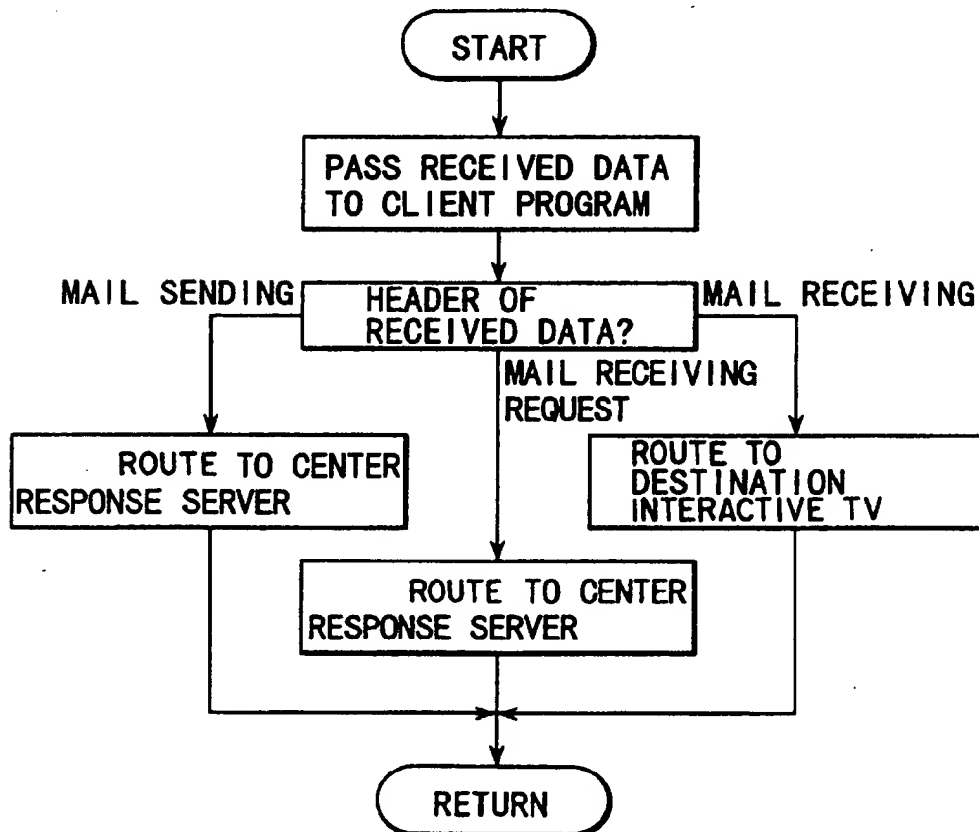 START
PASS RECEIVED DATA
TO CLIENT PROGRAM
MAIL SENDING
HEADER OF
RECEIVED DATA?
MAIL RECEIVING
MAIL RECEIVING
REQUEST
ROUTE TO CENTER
RESPONSE SERVER
ROUTE TO
DESTINATION
INTERACTIVE TV
ROUTE TO CENTER
RESPONSE SERVER
RETURN